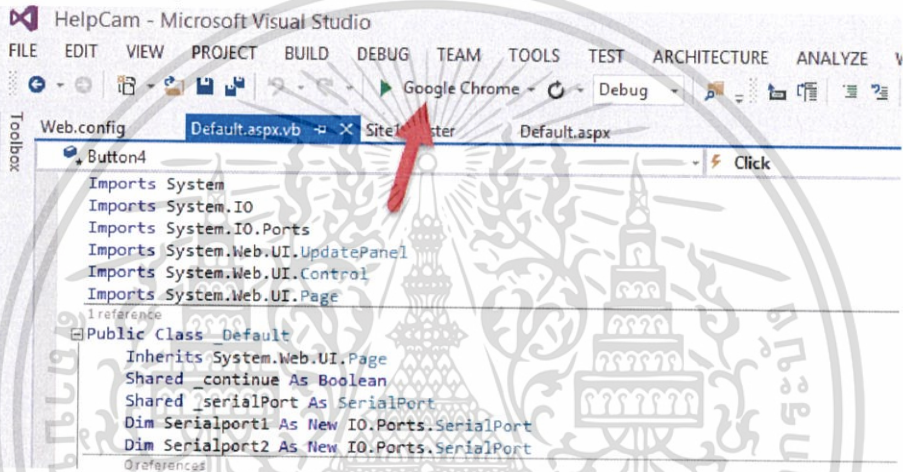 HelpCam - Microsoft Visual Studio
FILE EDIT VIEW PROJECT BUILD DEBUG TEAM TOOLS TEST ARCHITECTURE ANALYZE
Google Chrome Debug
Toolbox
Web.config Default.aspx.vb Default.aspx
Button4 Click
Imports System
Imports System.IO
Imports System.IO.Ports
Imports System.Web.UI.UpdatePanel
Imports System.Web.UI.Control
Imports System.Web.UI.Page
1 reference
Public Class _Default
Inherits System.Web.UI.Page
Shared _continue As Boolean
Shared _serialPort As SerialPort
Dim Serialport1 As New IO.Ports.SerialPort
Dim Serialport2 As New IO.Ports.SerialPort
0 references